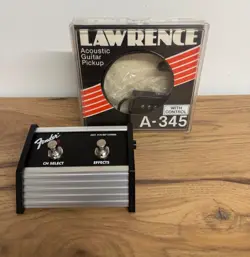 LAWRENCE
Acoustic
Guitar
Pickup
WITH
CONTROL
A-345
Fender
CH SELECT
EFFECTS